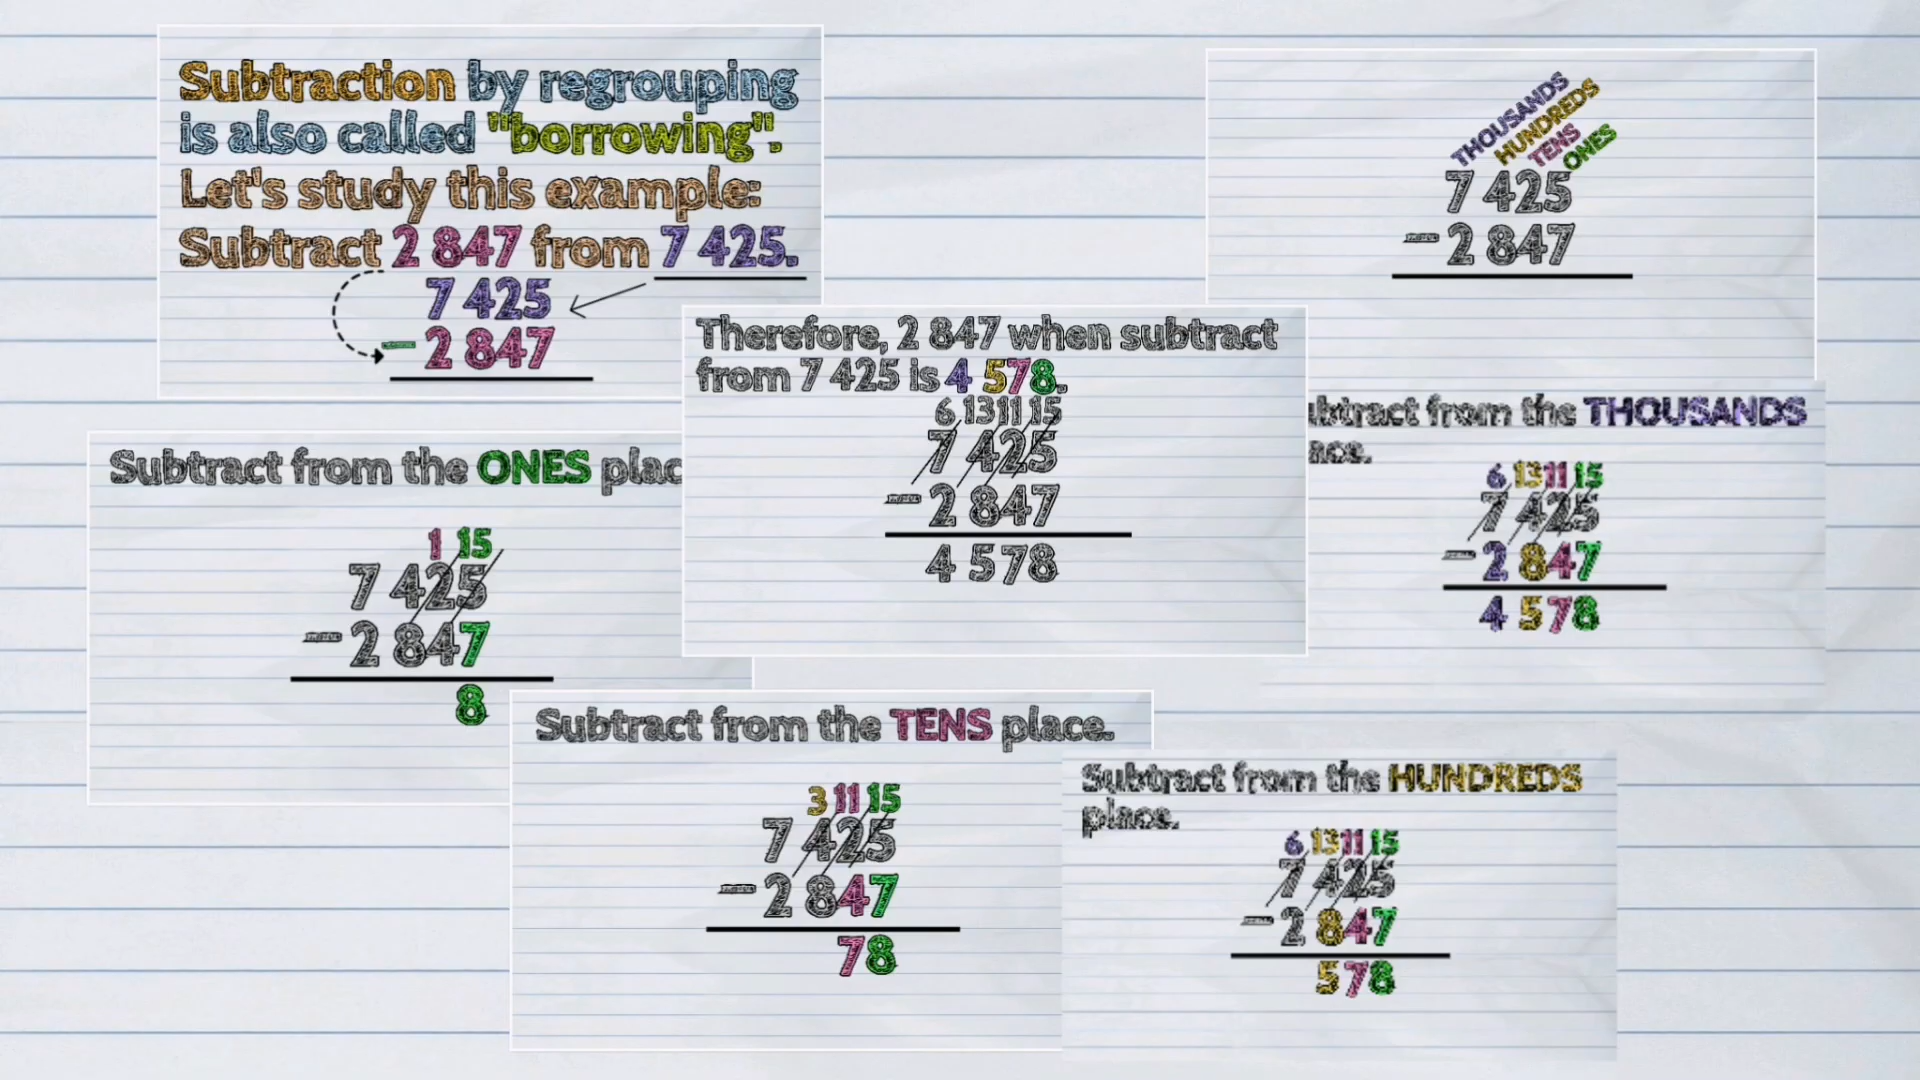 Subtraction by regrouping
is also called "borrowing".
Let's study this example:
Subtract 2 847 from 7 425.
7 425
- 2 847
THOUSANDS HUNDREDS TENS ONES
7 425
- 2 847
Subtract from the ONES plac
1 15
7 425
- 2 847
8
Subtract from the TENS place.
3 11 15
7 425
- 2 847
78
Subtract from the HUNDREDS
place.
6 13 11 15
7 425
- 2 847
578
ubtract from the THOUSANDS
ace.
6 13 11 15
7 425
- 2 847
4 578
Therefore, 2 847 when subtract
from 7 425 is 4 578.
6 13 11 15
7 425
- 2 847
4 578